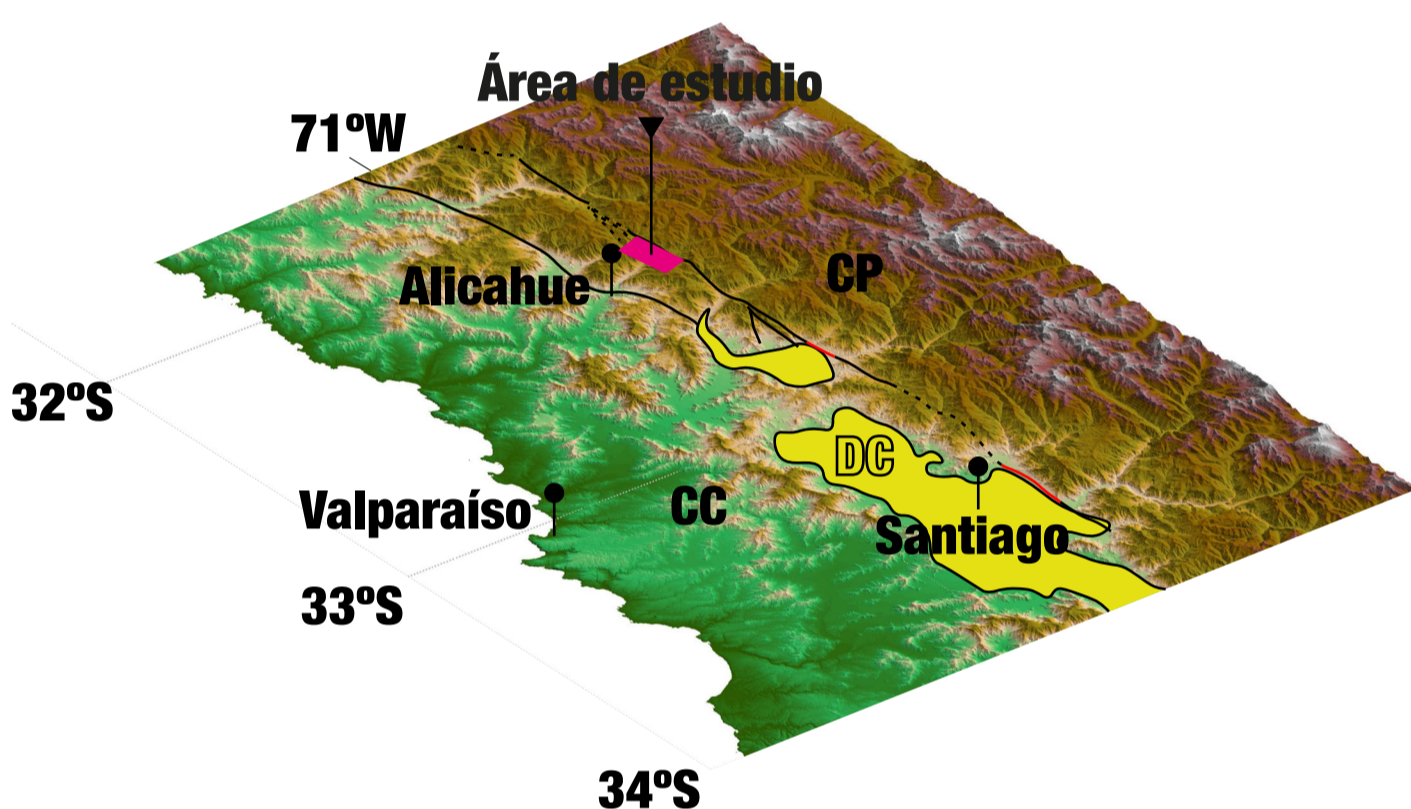 Área de estudio
71ºW
CP
Alicahue
32ºS
DC
Valparaíso
CC
Santiago
33ºS
34ºS